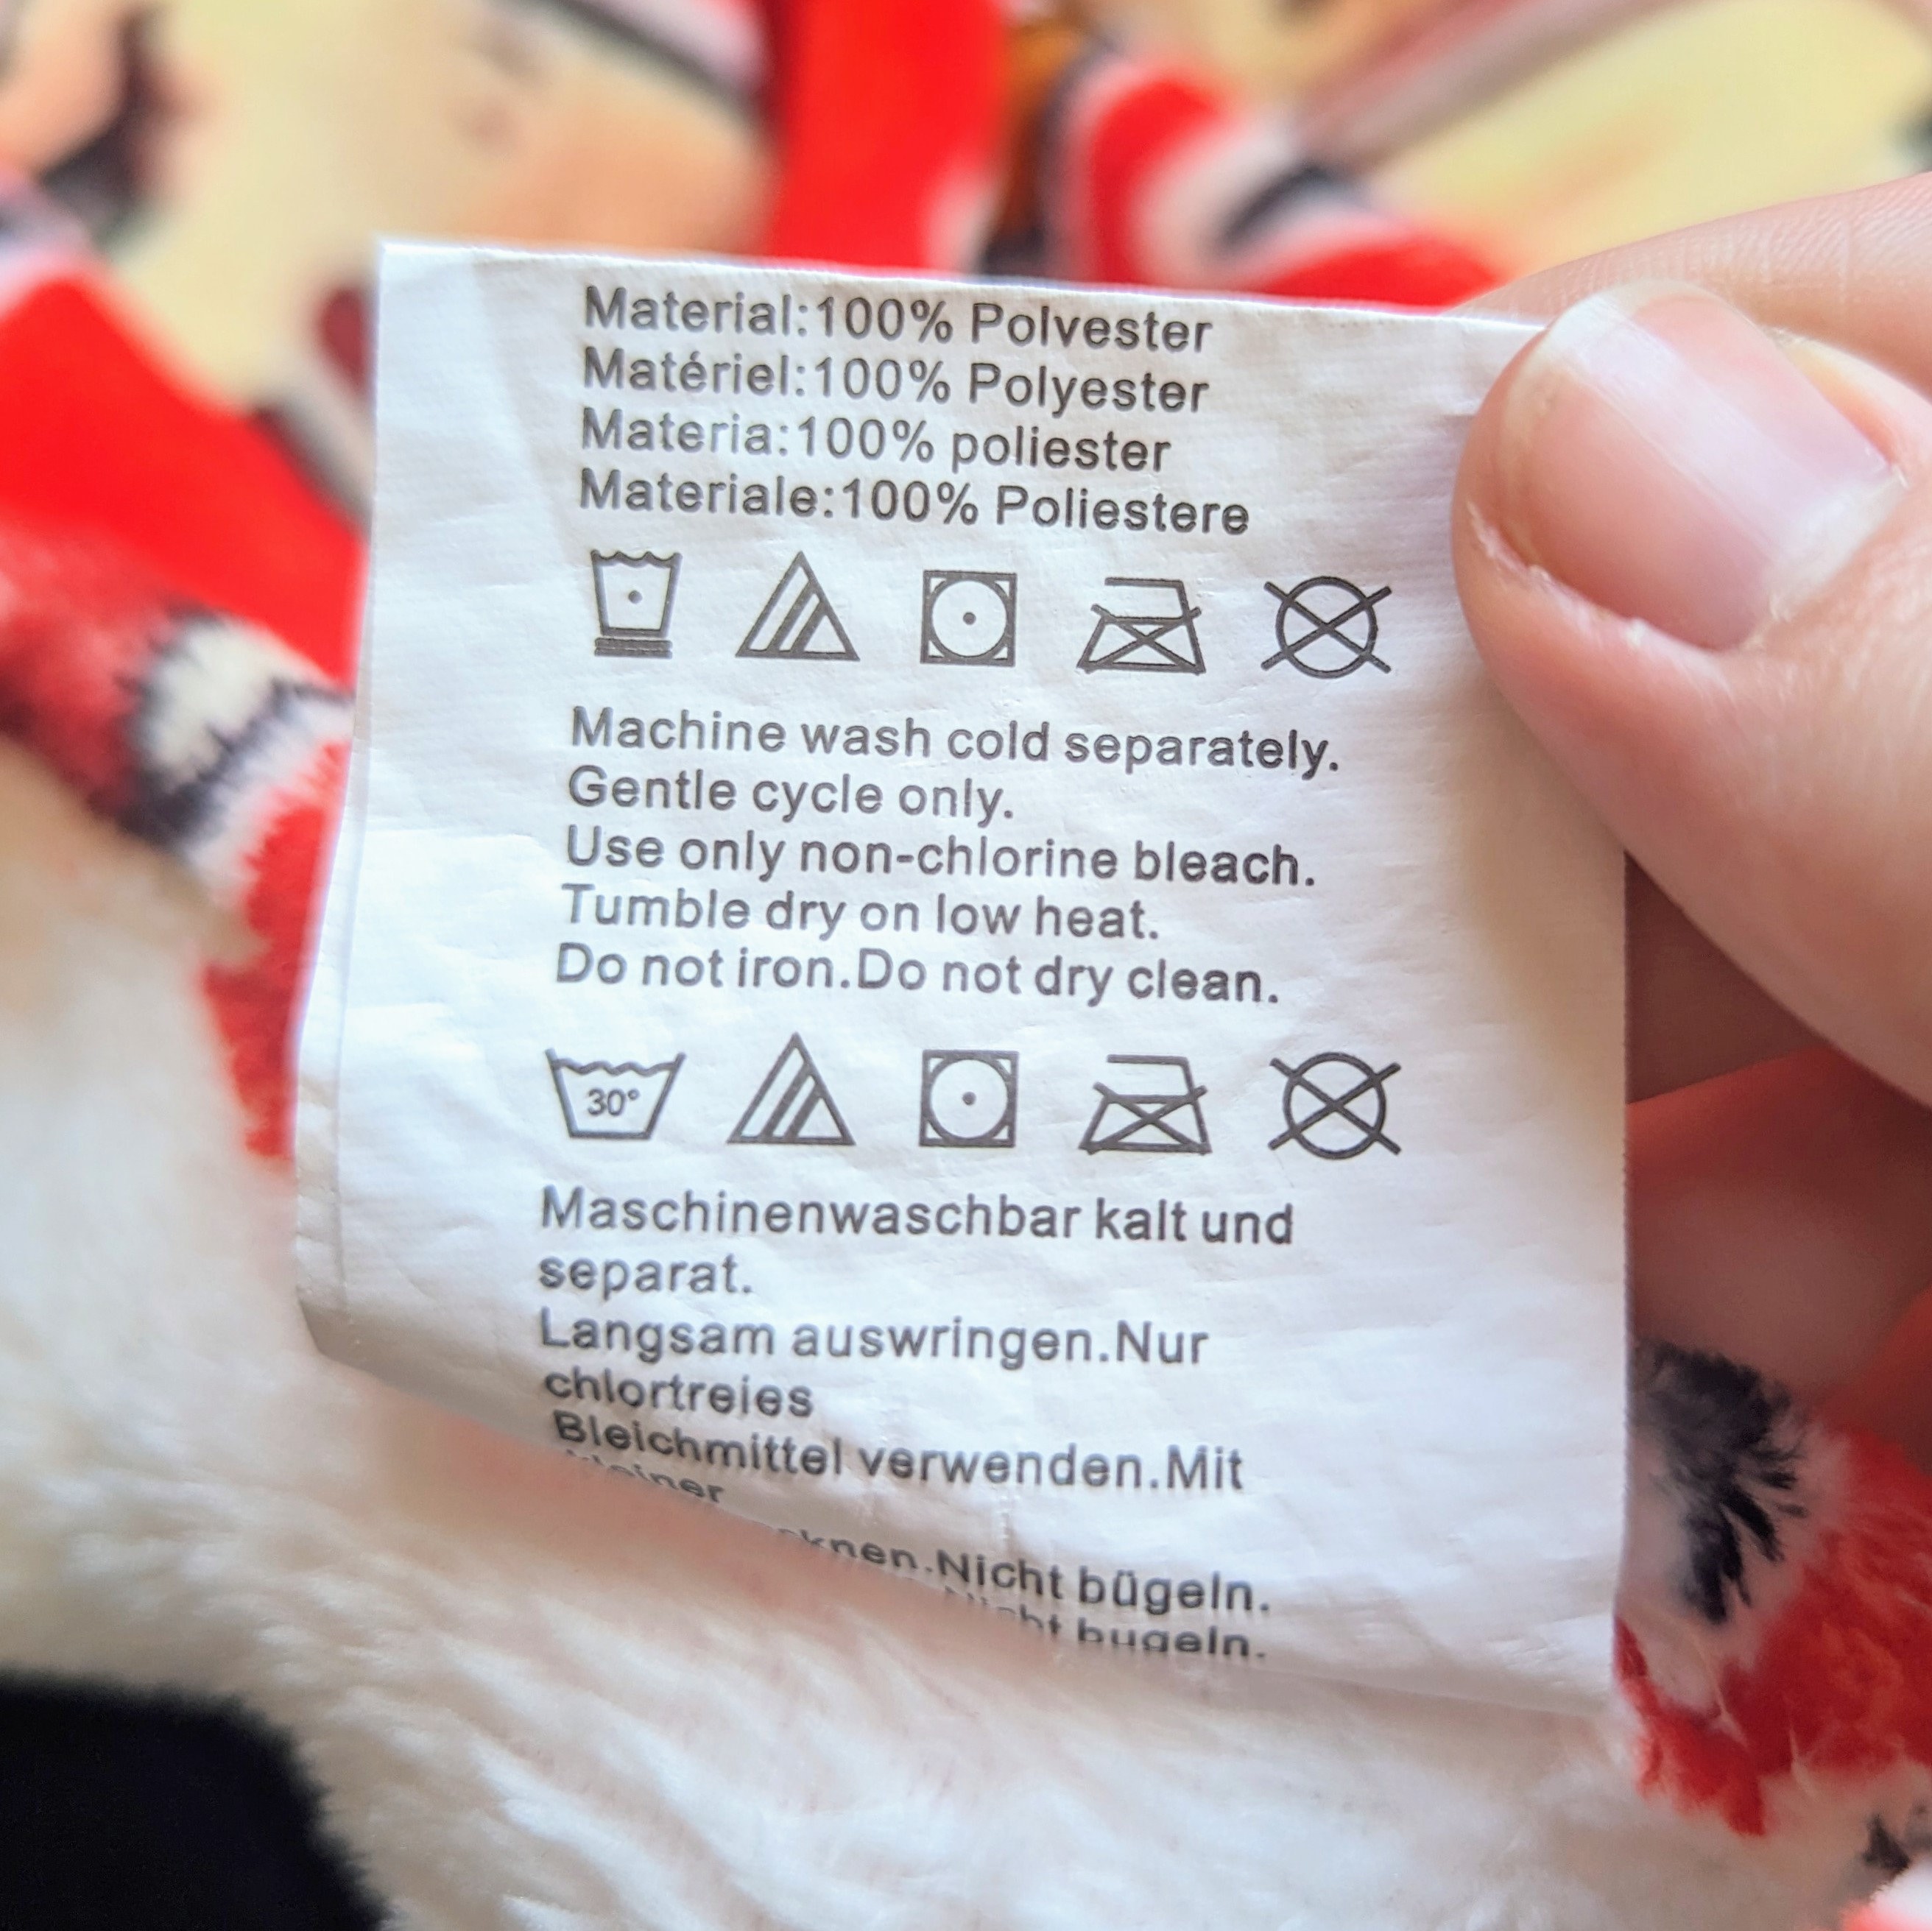 Material:100% Polvester
Matériel:100% Polyester
Materia:100% poliester
Materiale:100% Poliestere
Machine wash cold separately.
Gentle cycle only.
Use only non-chlorine bleach.
Tumble dry on low heat.
Do not iron.Do not dry clean.
30°
Maschinenwaschbar kalt und
separat.
Langsam auswringen.Nur
chlortreies
Bleichmittel verwenden.Mit
kleiner
Nicht bügeln.
bugeln.